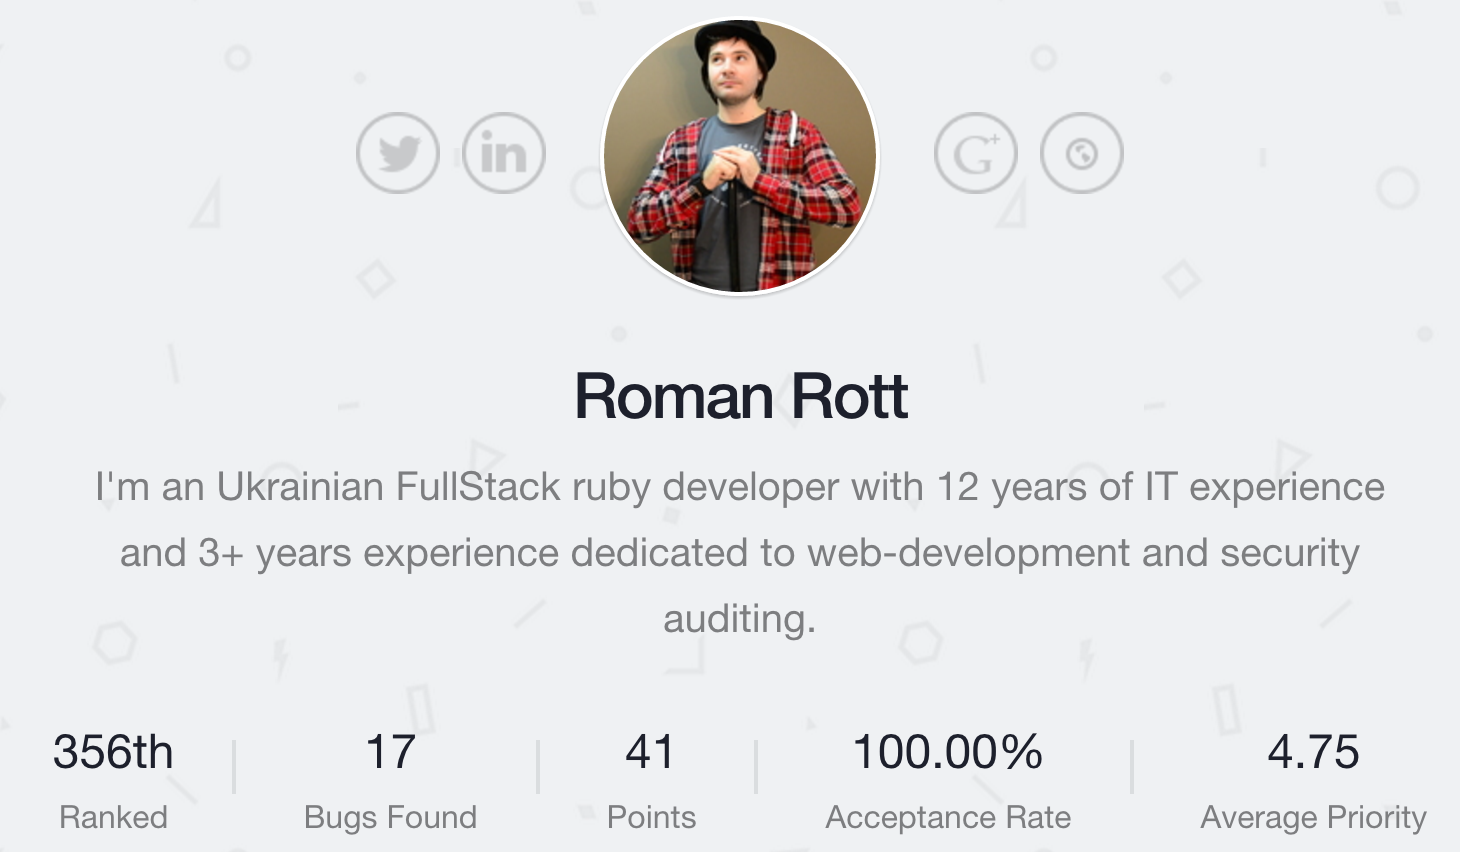 in
G+
Roman Rott
I'm an Ukrainian FullStack ruby developer with 12 years of IT experience
and 3+ years experience dedicated to web-development and security
auditing.
356th
17
41
100.00%
4.75
Ranked
Bugs Found
Points
Acceptance Rate
Average Priority